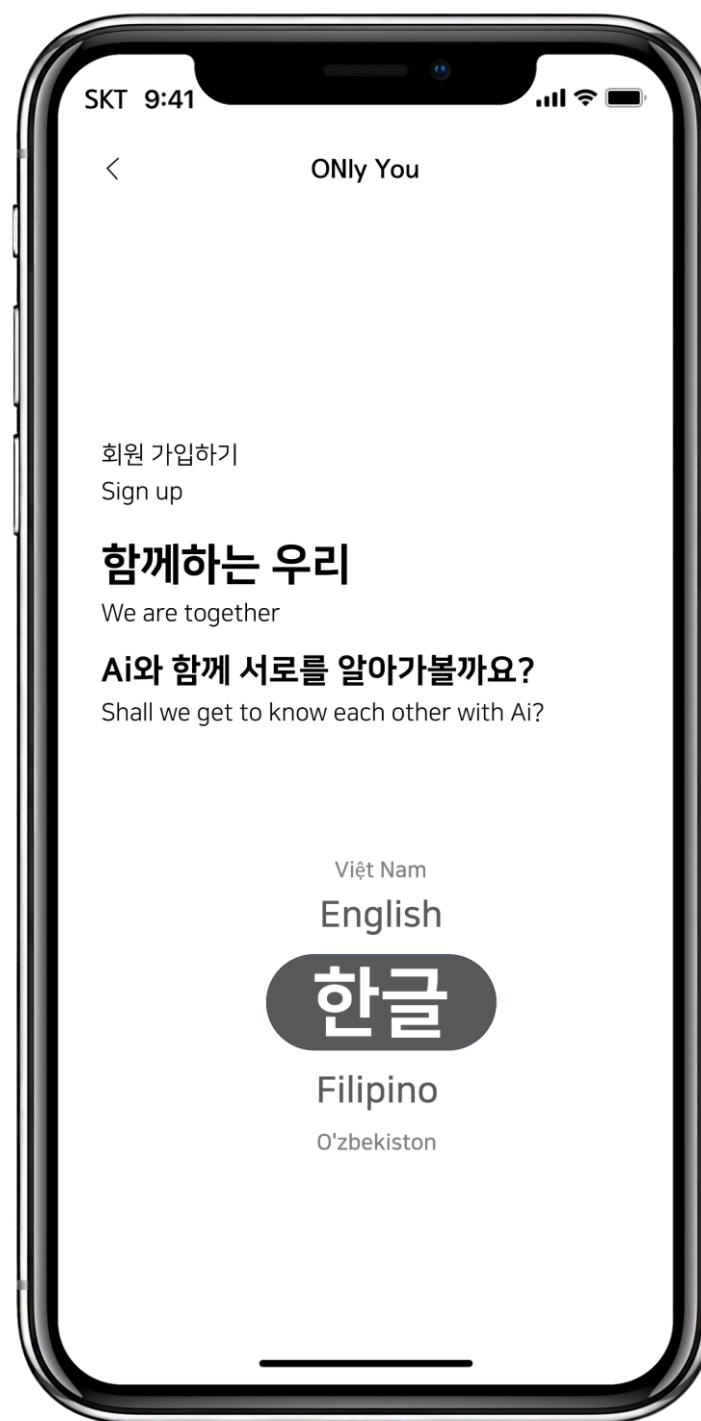 SKT 9:41
ONly You
회원 가입하기
Sign up
함께하는 우리
We are together
Ai와 함께 서로를 알아가볼까요?
Shall we get to know each other with Ai?
Việt Nam
English
한글
Filipino
O'zbekiston